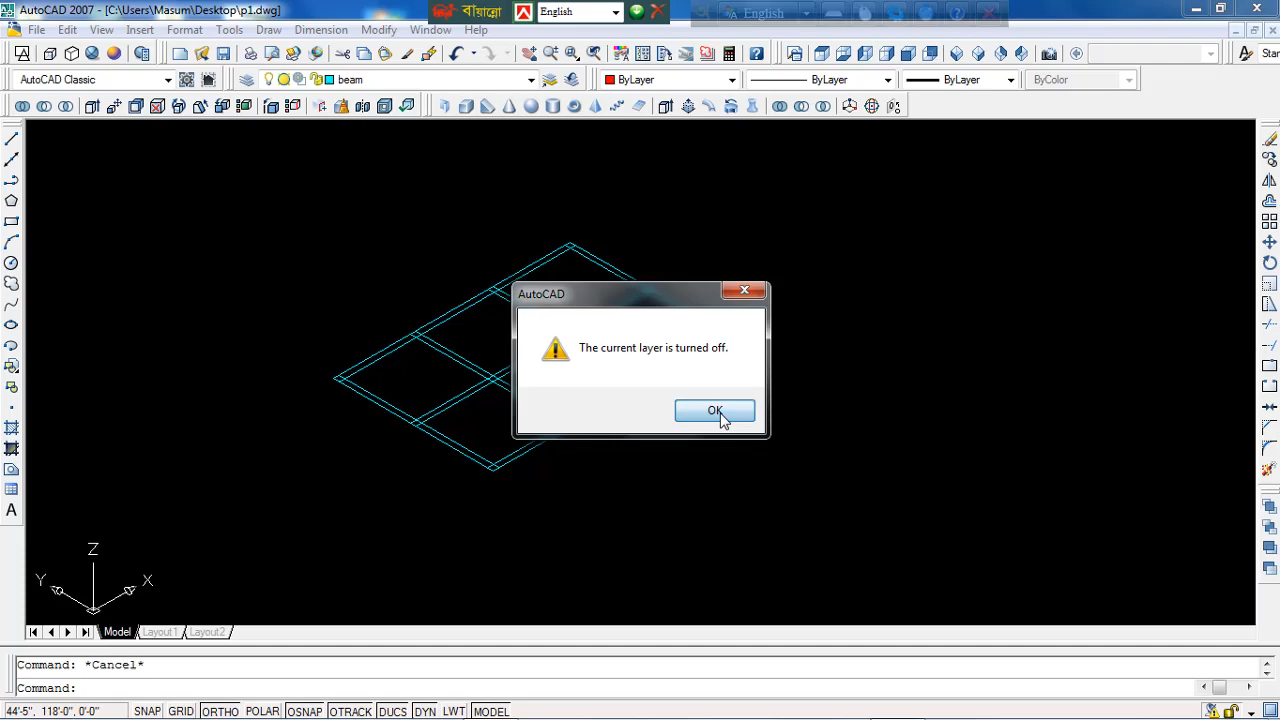 AutoCAD 2007 - [C:\Users\Masum\Desktop\p1.dwg]
বায়ান্নো
English
English
File Edit View Insert Format Tools Draw Dimension Modify Window Help
AutoCAD Classic
beam
ByLayer
ByLayer
ByLayer
ByColor
Star
AutoCAD
The current layer is turned off.
OK
Z
Y
X
Model
Layout1
Layout2
Command: *Cancel*
Command:
44'-5", 118'-0", 0'-0"
SNAP GRID ORTHO POLAR OSNAP OTRACK DUCS DYN LWT MODEL
A